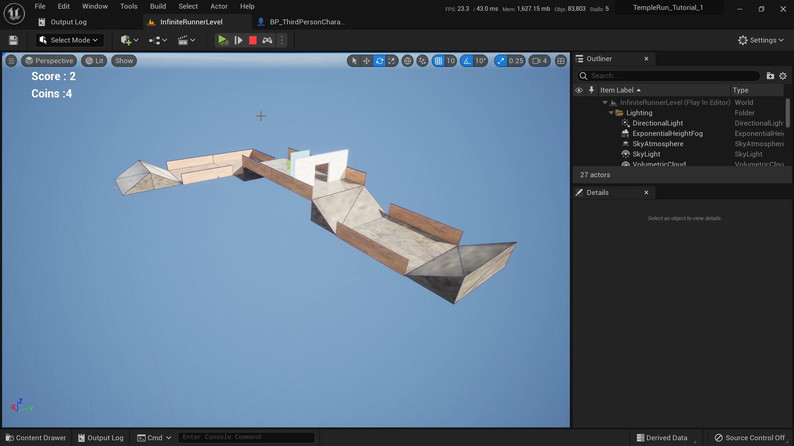 File Edit Window Tools Build Select Actor Help
FPS: 23.3 / 43.0 ms Mem: 1,627.15 mb Objs: 83,803 Stalls: 5
TempleRun_Tutorial_1
Output Log
InfiniteRunnerLevel
BP_ThirdPersonChara...
Select Mode
Settings
Perspective Lit Show
10 10° 0.25 4
Score : 2
Coins :4
Outliner
Search...
Item Label Type
InfiniteRunnerLevel (Play In Editor) World
Lighting Folder
DirectionalLight DirectionalLigh
ExponentialHeightFog ExponentialHei
SkyAtmosphere SkyAtmosphere
SkyLight SkyLight
VolumetricCloud VolumetricCloud
27 actors
Details
Select an object to view details.
Z
X
Y
Content Drawer Output Log Cmd Enter Console Command Derived Data Source Control Off